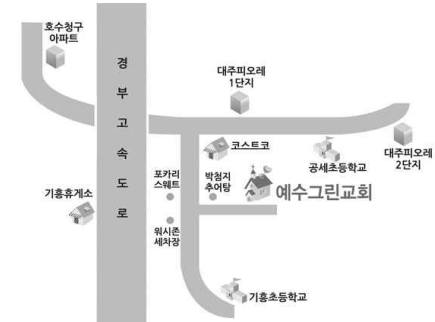 호수청구
아파트
경
부
고
속
도
로
대주피오레
1단지
코스트코
공세초등학교
대주피오레
2단지
포카리
스웨트
박첨지
추어탕
예수그린교회
기흥휴게소
워시존
세차장
기흥초등학교